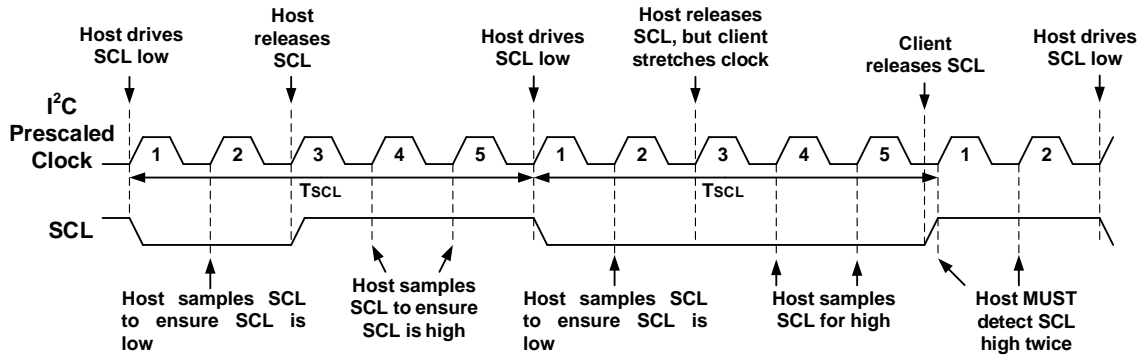 Host drives
SCL low
Host
releases
SCL
Host drives
SCL low
Host releases
SCL, but client
stretches clock
Client
releases SCL
Host drives
SCL low
I²C
Prescaled
Clock
1 2 3 4 5 1 2 3 4 5 1 2
TSCL TSCL
SCL
Host samples SCL
to ensure SCL is
low
Host samples
SCL to ensure
SCL is high
Host samples SCL
to ensure SCL is
low
Host samples
SCL for high
Host MUST
detect SCL
high twice